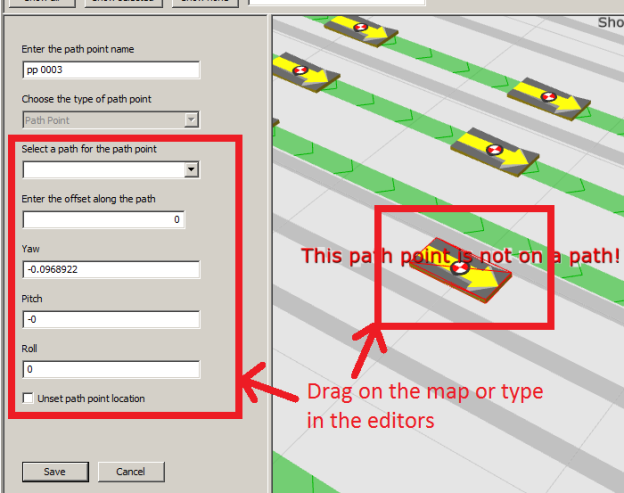 Show all
Show selected
Show none
Sho
Enter the path point name
pp 0003
Choose the type of path point
Path Point
Select a path for the path point
Enter the offset along the path
0
Yaw
-0.0968922
Pitch
-0
Roll
0
Unset path point location
Save
Cancel
This path point is not on a path!
Drag on the map or type
in the editors